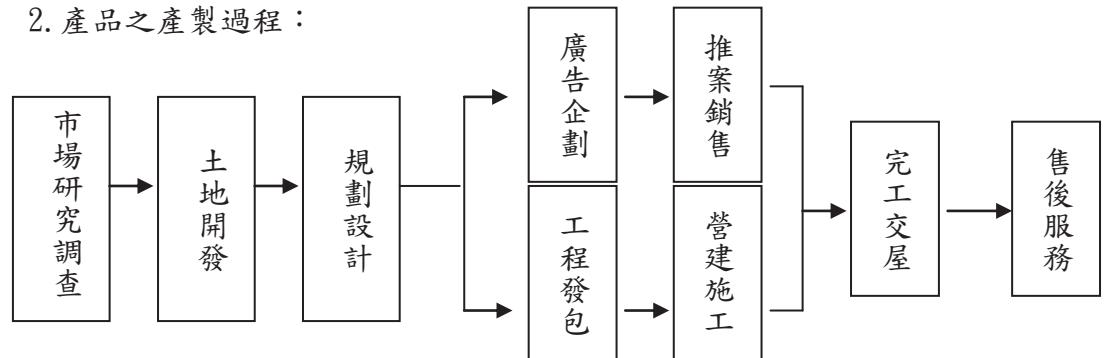 2.產品之產製過程：
市場研究調查
土地開發
規劃設計
廣告企劃
推案銷售
工程發包
營建施工
完工交屋
售後服務